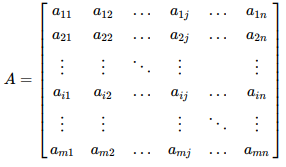 a₁₁ a₁₂ … a₁ⱼ … a₁ₙ
a₂₁ a₂₂ … a₂ⱼ … a₂ₙ
⋮ ⋮ ⋱ ⋮ ⋮
A = aᵢ₁ aᵢ₂ … aᵢⱼ … aᵢₙ
⋮ ⋮ ⋮ ⋱ ⋮
aₘ₁ aₘ₂ … aₘⱼ … aₘₙ